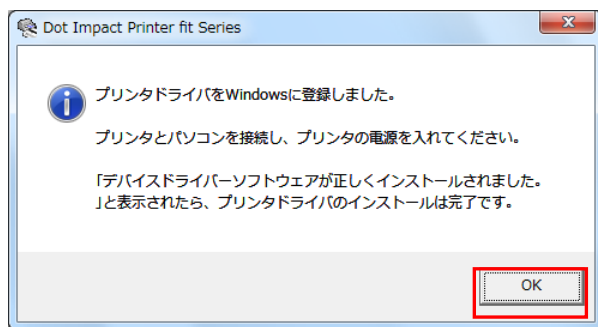 Dot Impact Printer fit Series
プリンタドライバをWindowsに登録しました。
プリンタとパソコンを接続し、プリンタの電源を入れてください。
「デバイスドライバーソフトウェアが正しくインストールされました。
」と表示されたら、プリンタドライバのインストールは完了です。
OK